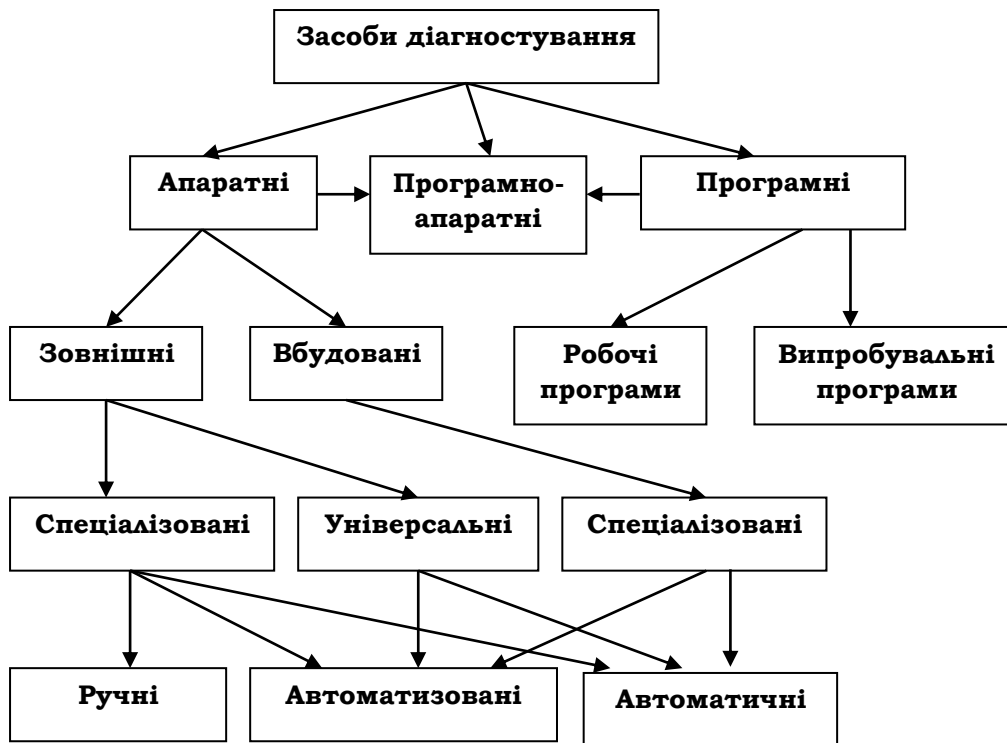 Засоби діагностування
Апаратні
Програмно-
апаратні
Програмні
Зовнішні
Вбудовані
Робочі
програми
Випробувальні
програми
Спеціалізовані
Універсальні
Спеціалізовані
Ручні
Автоматизовані
Автоматичні